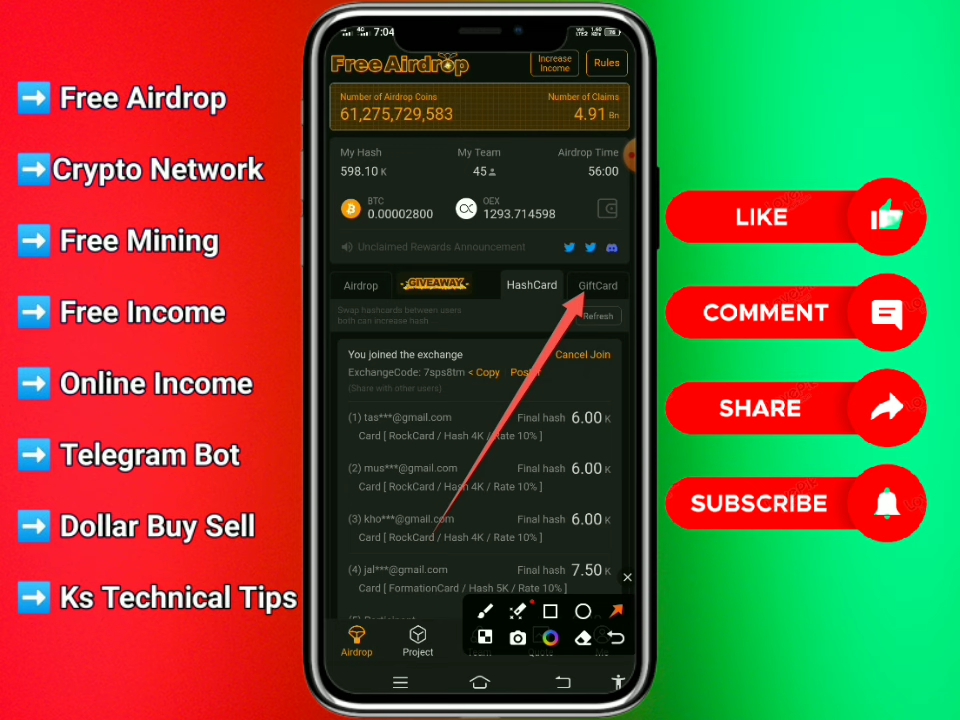 Free Airdrop
Crypto Network
Free Mining
Free Income
Online Income
Telegram Bot
Dollar Buy Sell
Ks Technical Tips
7:04
Free Airdrop
Increase
Income
Rules
Number of Airdrop Coins
Number of Claims
61,275,729,583
4.91 Bn
My Hash
My Team
Airdrop Time
598.10 K
45
56:00
BTC
0.00002800
OEX
1293.714598
Unclaimed Rewards Announcement
Airdrop
GIVEAWAY
HashCard
GiftCard
Swap hashcards between users
both can increase hash
Refresh
You joined the exchange
Cancel Join
ExchangeCode: 7sps8tm < Copy
(Share with other users)
(1) tas***@gmail.com
Final hash 6.00 K
Card [ RockCard / Hash 4K / Rate 10% ]
(2) mus***@gmail.com
Final hash 6.00 K
Card [ RockCard / Hash 4K / Rate 10% ]
(3) kho***@gmail.com
Final hash 6.00 K
Card [ RockCard / Hash 4K / Rate 10% ]
(4) jal***@gmail.com
Final hash 7.50 K
Card [ FormationCard / Hash 5K / Rate 10% ]
Airdrop
Project
LIKE
COMMENT
SHARE
SUBSCRIBE